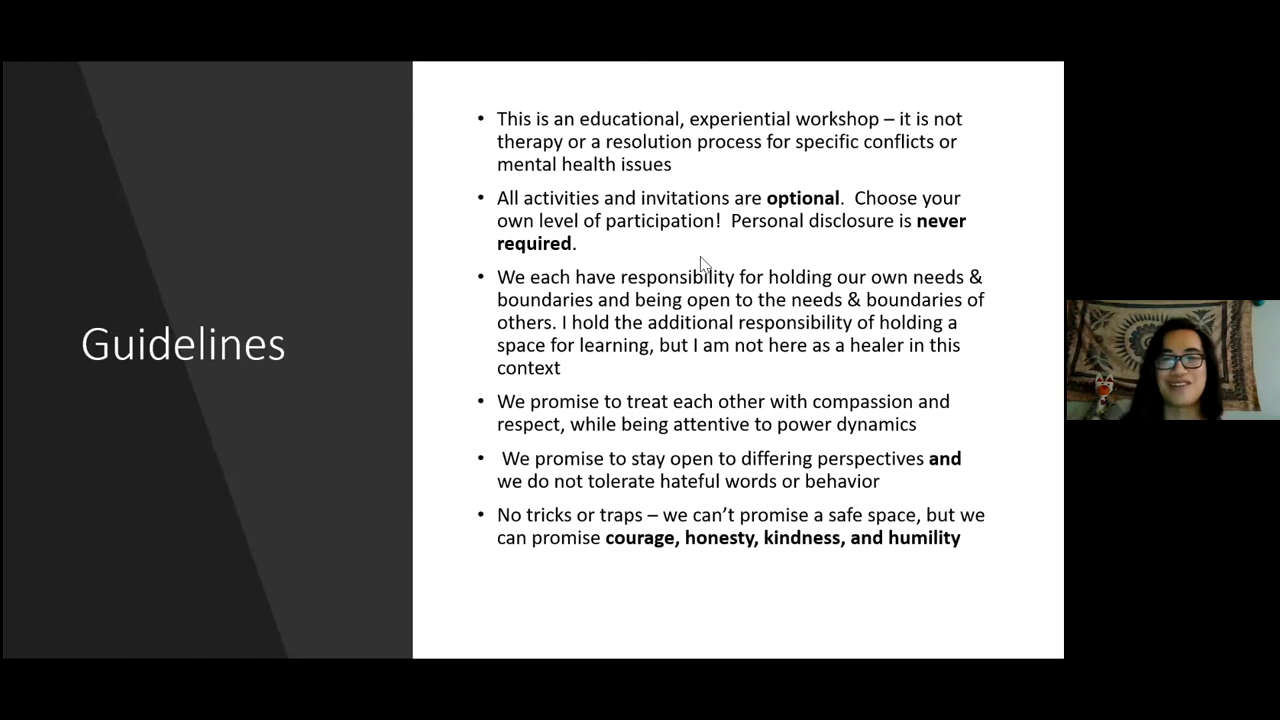 Guidelines
• This is an educational, experiential workshop – it is not
therapy or a resolution process for specific conflicts or
mental health issues
• All activities and invitations are optional.  Choose your
own level of participation!  Personal disclosure is never
required.
• We each have responsibility for holding our own needs &
boundaries and being open to the needs & boundaries of
others. I hold the additional responsibility of holding a
space for learning, but I am not here as a healer in this
context
• We promise to treat each other with compassion and
respect, while being attentive to power dynamics
• We promise to stay open to differing perspectives and
we do not tolerate hateful words or behavior
• No tricks or traps – we can’t promise a safe space, but we
can promise courage, honesty, kindness, and humility